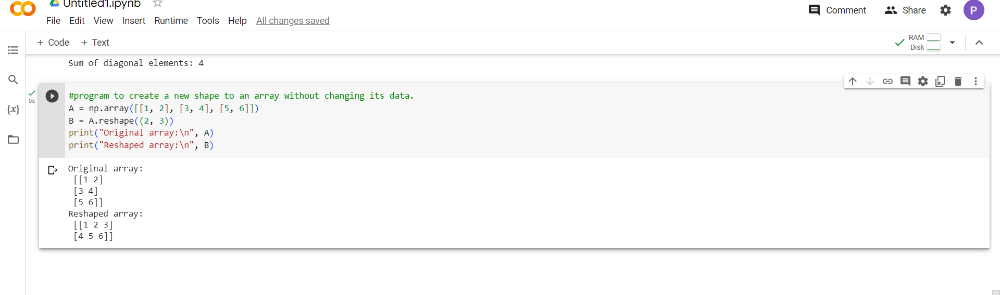 Untitled1.ipynb
Comment Share P
File Edit View Insert Runtime Tools Help All changes saved
+ Code + Text
RAM
Disk
Sum of diagonal elements: 4
0s
{x}
#program to create a new shape to an array without changing its data.
A = np.array([[1, 2], [3, 4], [5, 6]])
B = A.reshape((2, 3))
print("Original array:\n", A)
print("Reshaped array:\n", B)
Original array:
[[1 2]
[3 4]
[5 6]]
Reshaped array:
[[1 2 3]
[4 5 6]]